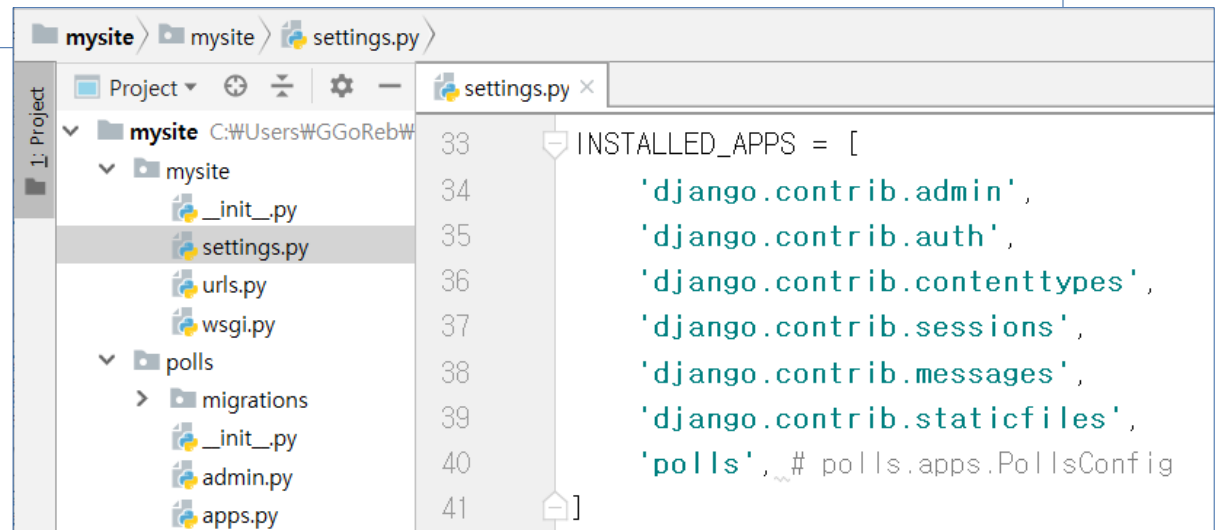 mysite mysite settings.py
Project
settings.py
1: Project
mysite C:₩Users₩GGoReb₩
mysite
__init__.py
settings.py
urls.py
wsgi.py
polls
migrations
__init__.py
admin.py
apps.py
33 INSTALLED_APPS = [
34 'django.contrib.admin',
35 'django.contrib.auth',
36 'django.contrib.contenttypes',
37 'django.contrib.sessions',
38 'django.contrib.messages',
39 'django.contrib.staticfiles',
40 'polls', # polls.apps.PollsConfig
41 ]